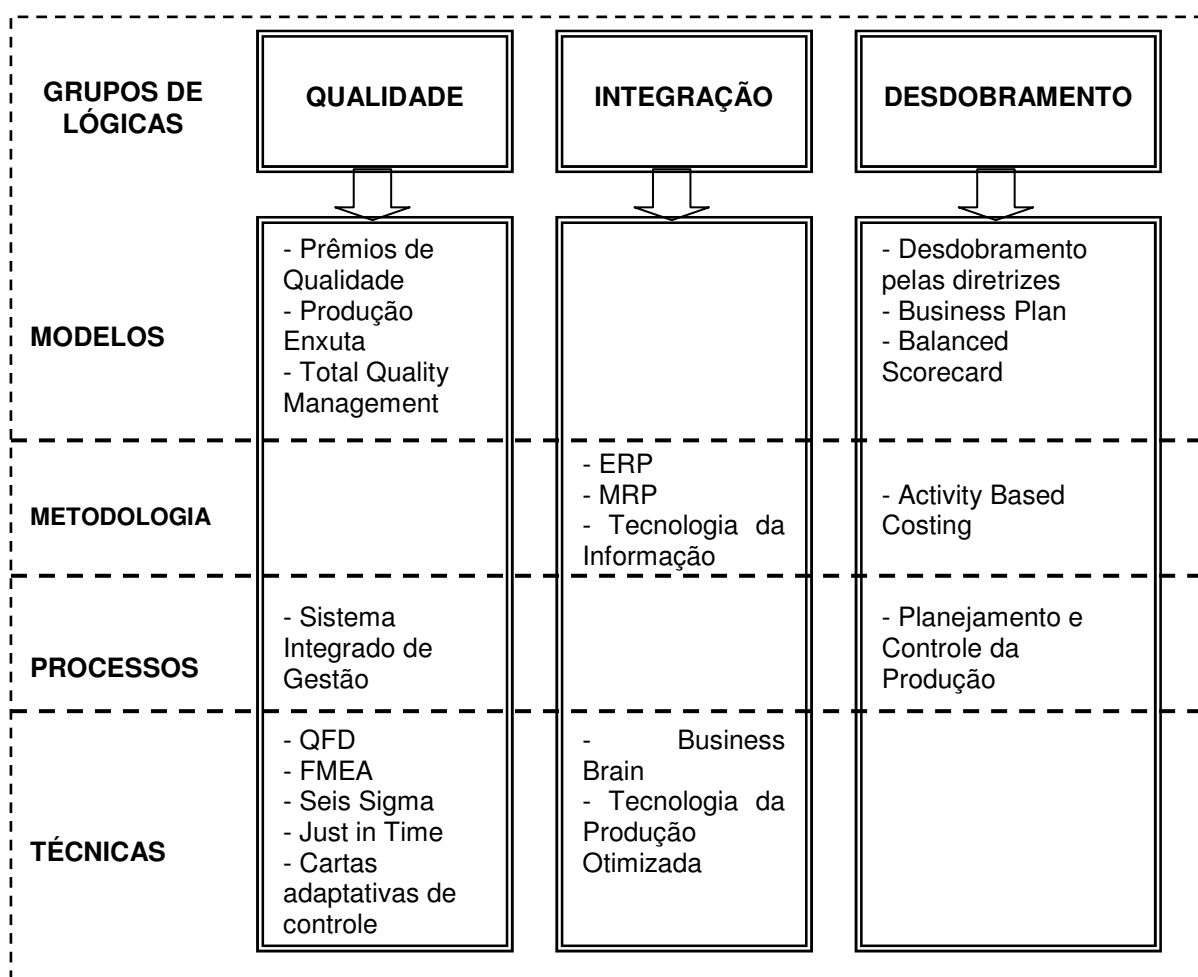 GRUPOS DE
LÓGICAS
QUALIDADE
INTEGRAÇÃO
DESDOBRAMENTO
MODELOS
- Prêmios de
Qualidade
- Produção
Enxuta
- Total Quality
Management
- Desdobramento
pelas diretrizes
- Business Plan
- Balanced
Scorecard
METODOLOGIA
- ERP
- MRP
- Tecnologia da
Informação
- Activity Based
Costing
PROCESSOS
- Sistema
Integrado de
Gestão
- Planejamento e
Controle da
Produção
TÉCNICAS
- QFD
- FMEA
- Seis Sigma
- Just in Time
- Cartas
adaptativas de
controle
- Business
Brain
- Tecnologia da
Produção
Otimizada